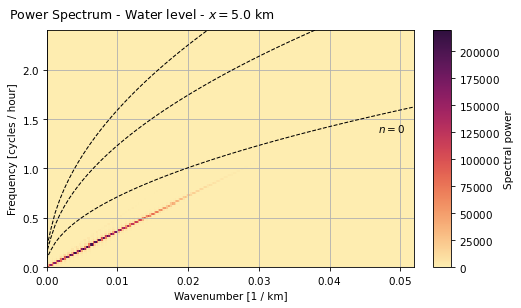 Power Spectrum - Water level - x = 5.0 km
Frequency [cycles / hour]
2.0
1.5
1.0
0.5
0.0
n = 0
0.00 0.01 0.02 0.03 0.04 0.05
Wavenumber [1 / km]
200000
175000
150000
125000
100000
75000
50000
25000
0
Spectral power